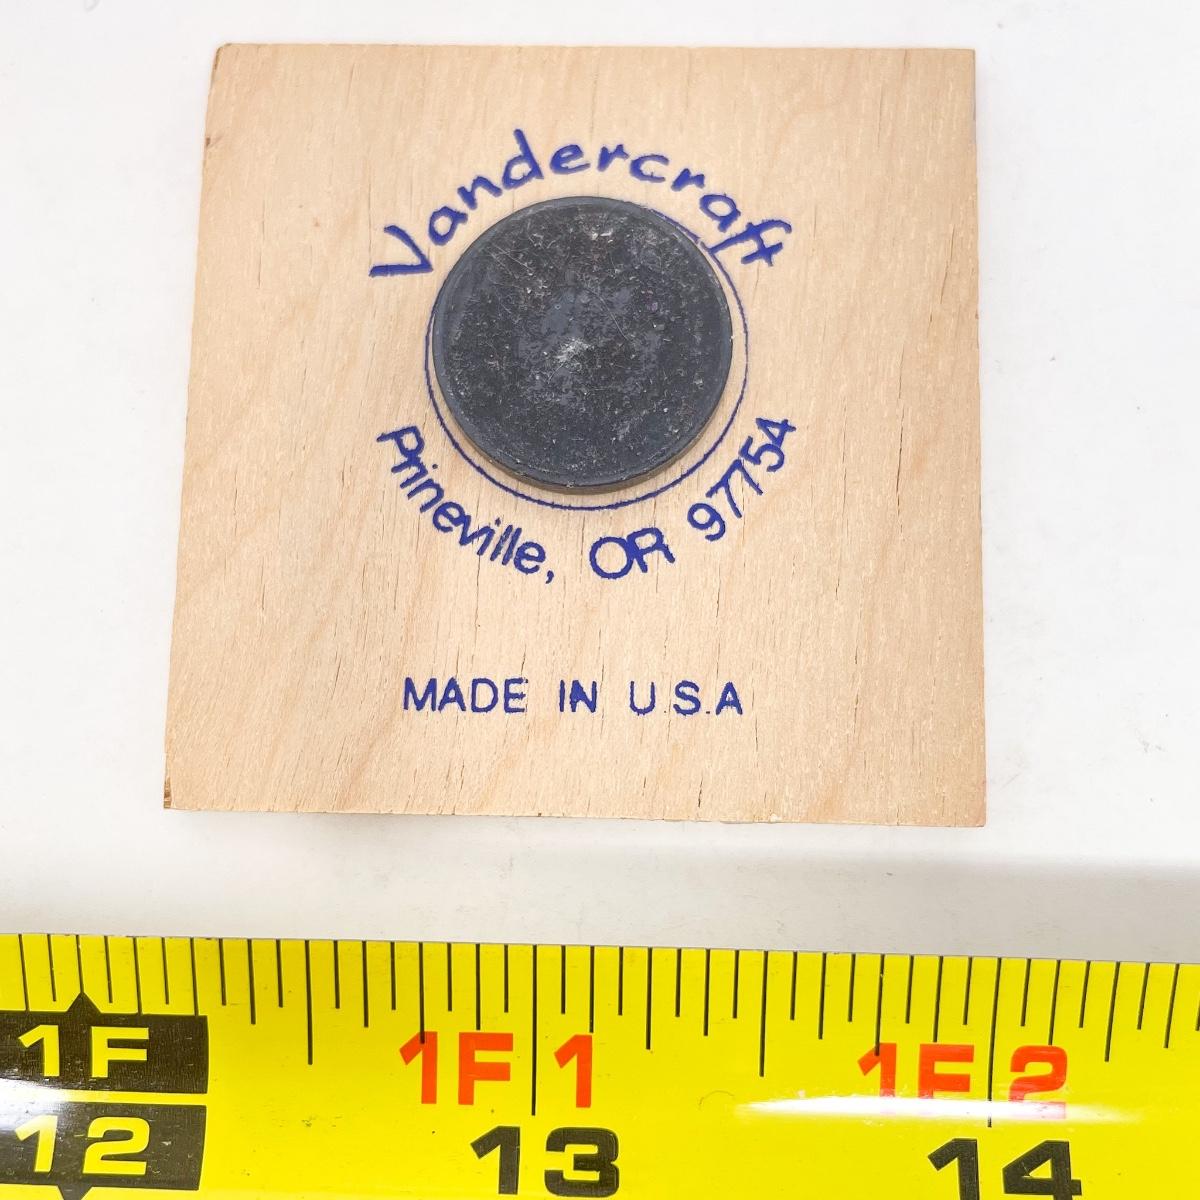 Vandercraft
Prineville, OR 97754
MADE IN U.S.A
1F 1F1 1F2
12 13 14